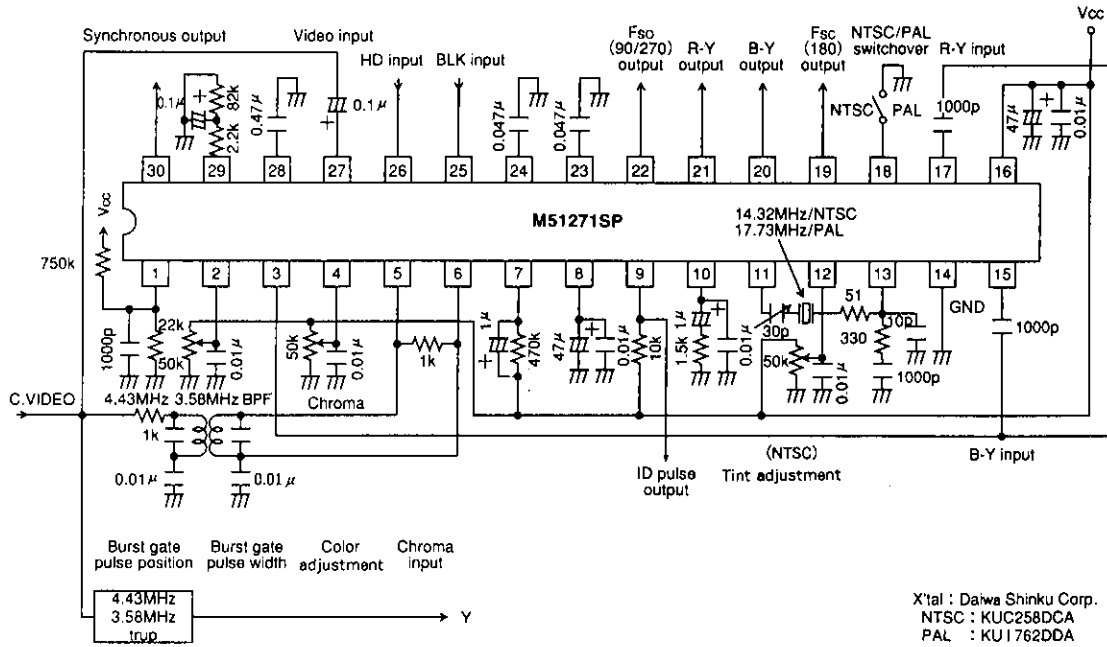 Synchronous output
Video input
HD input
BLK input
Fso
(90/270)
output
R-Y
output
B-Y
output
Fsc
(180)
output
NTSC/PAL
switchover
R-Y input
Vcc
0.1μ
82k
2.2k
0.47μ
0.1μ
0.047μ
0.047μ
NTSC
PAL
1000p
47μ
0.01μ
30
29
28
27
26
25
24
23
22
21
20
19
18
17
16
M51271SP
14.32MHz/NTSC
17.73MHz/PAL
Vcc
750k
1
2
3
4
5
6
7
8
9
10
11
12
13
14
15
1000p
22k
50k
0.01μ
50k
0.1μ
1k
1μ
470k
47μ
0.01μ
10k
1μ
1.5k
0.01μ
30p
50k
0.01μ
51
330
10p
1000p
GND
1000p
Chroma
C.VIDEO
4.43MHz
3.58MHz BPF
1k
0.01μ
0.01μ
ID pulse
output
(NTSC)
Tint adjustment
B-Y input
Burst gate
pulse position
Burst gate
pulse width
Color
adjustment
Chroma
input
4.43MHz
3.58MHz
trup
Y
X'tal : Daiwa Shinku Corp.
NTSC : KUC258DCA
PAL : KU1762DDA